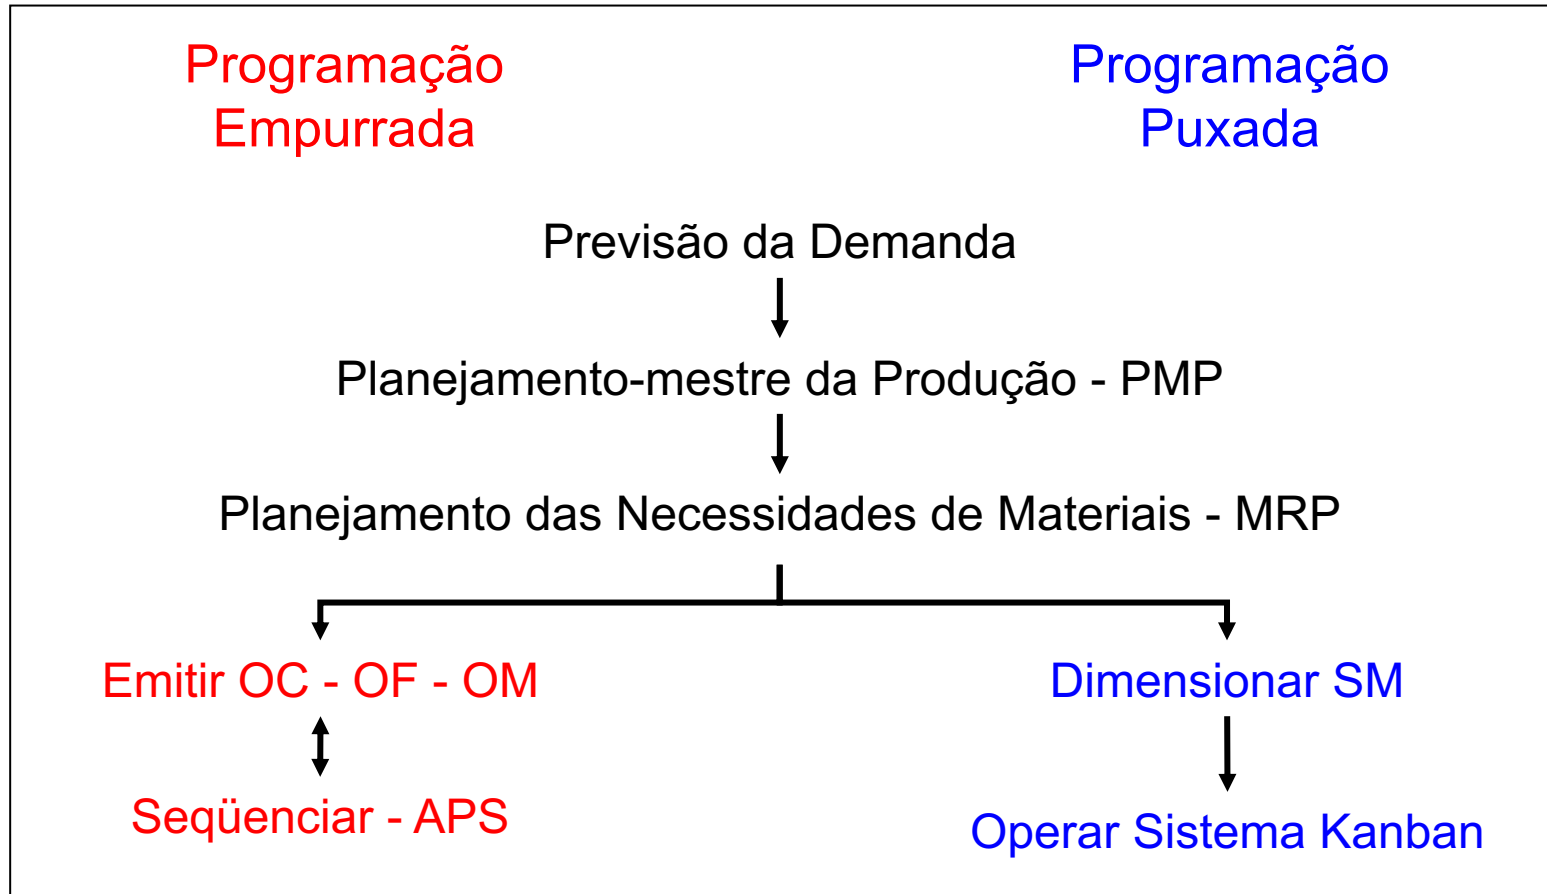 Programação
Empurrada
Programação
Puxada
Previsão da Demanda
Planejamento-mestre da Produção - PMP
Planejamento das Necessidades de Materiais - MRP
Emitir OC - OF - OM
Dimensionar SM
Seqüenciar - APS
Operar Sistema Kanban